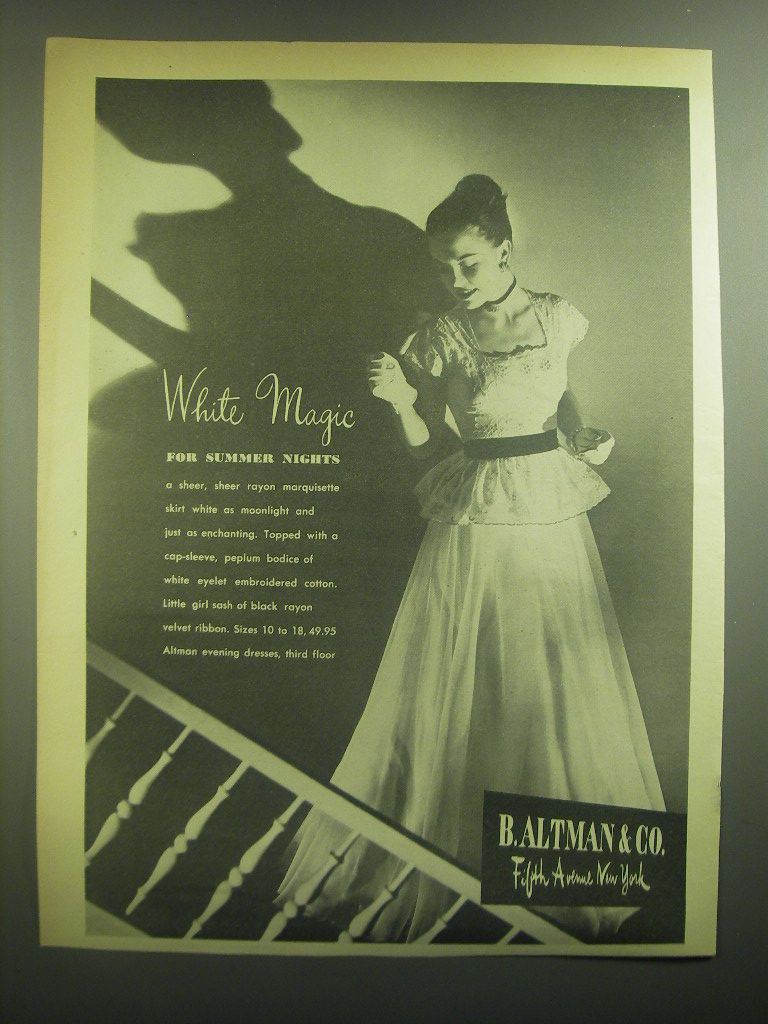 White Magic
FOR SUMMER NIGHTS
a sheer, sheer rayon marquisette
skirt white as moonlight and
just as enchanting. Topped with a
cap-sleeve, peplum bodice of
white eyelet embroidered cotton.
Little girl sash of black rayon
velvet ribbon. Sizes 10 to 18, 49.95
Altman evening dresses, third floor
B. ALTMAN & CO.
Fifth Avenue New York